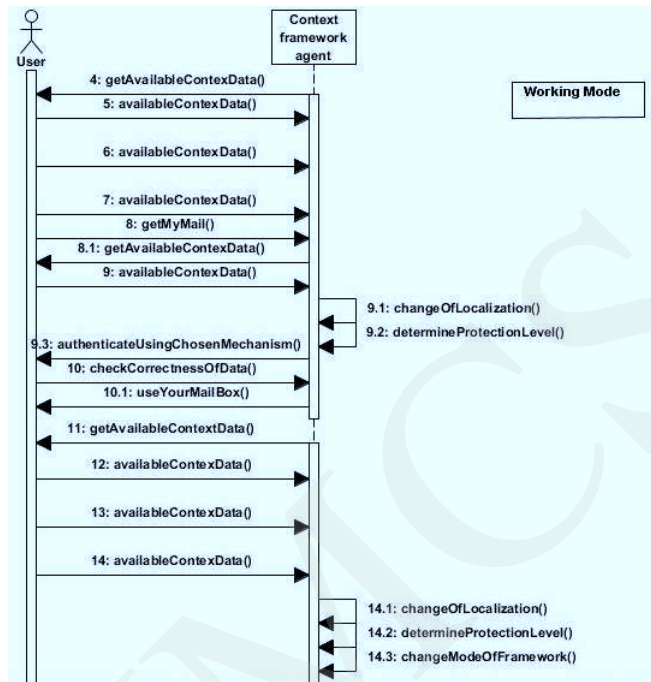 Context
framework
agent
User
4: getAvailableContexData()
Working Mode
5: availableContexData()
6: availableContexData()
7: availableContexData()
8: getMyMail()
8.1: getAvailableContexData()
9: availableContexData()
9.1: changeOfLocalization()
9.2: determineProtectionLevel()
9.3: authenticateUsingChosenMechanism()
10: checkCorrectnessOfData()
10.1: useYourMailBox()
11: getAvailableContextData()
12: availableContexData()
13: availableContexData()
14: availableContexData()
14.1: changeOfLocalization()
14.2: determineProtectionLevel()
14.3: changeModeOfFramework()